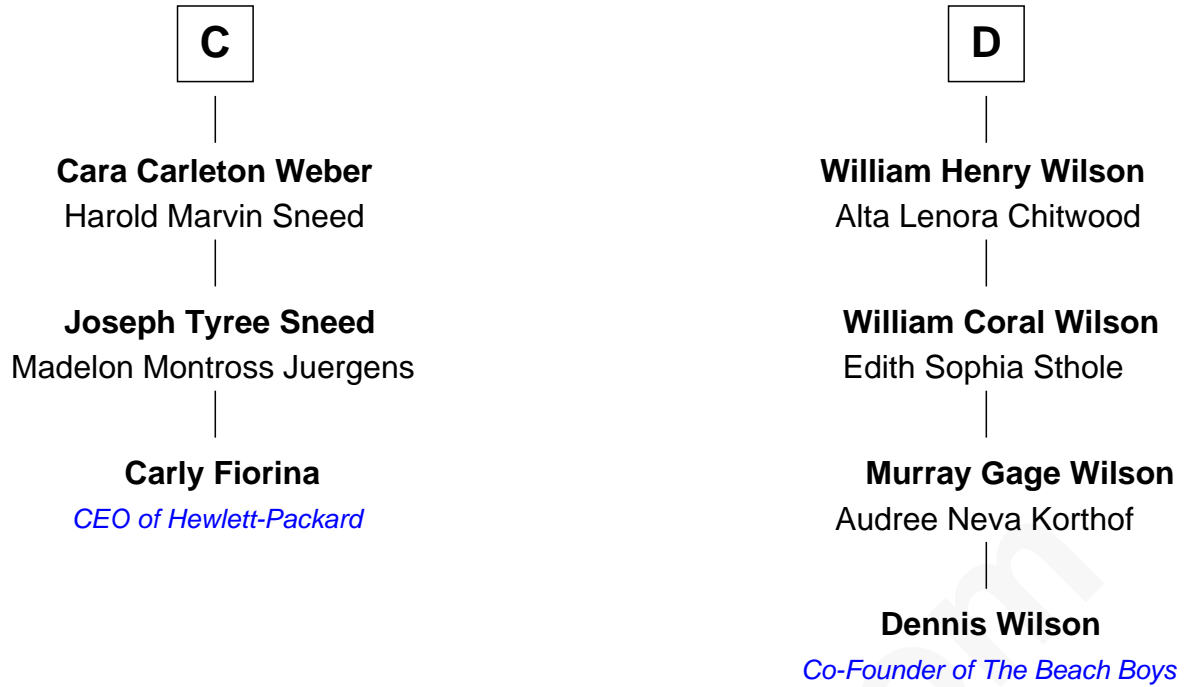 C
Cara Carleton Weber
Harold Marvin Sneed
Joseph Tyree Sneed
Madelon Montross Juergens
Carly Fiorina
CEO of Hewlett-Packard
D
William Henry Wilson
Alta Lenora Chitwood
William Coral Wilson
Edith Sophia Sthole
Murray Gage Wilson
Audree Neva Korthof
Dennis Wilson
Co-Founder of The Beach Boys